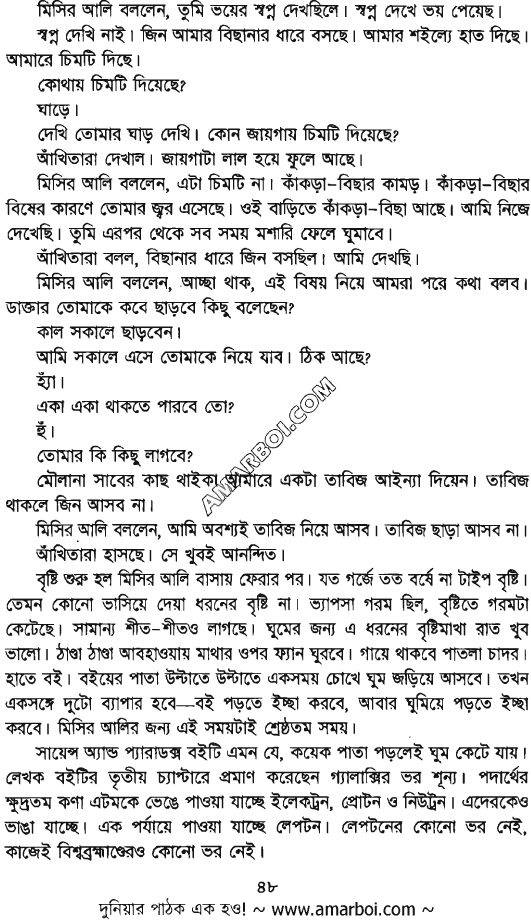 মিসির আলি বললেন, তুমি ভয়ের স্বপ্ন দেখছিলে। স্বপ্ন দেখে ভয় পেয়েছ।
স্বপ্ন দেখি নাই। জিন আমার বিছানার ধারে বসছে। আমার শইল্যে হাত দিছে।
আমারে চিমটি দিছে।
কোথায় চিমটি দিয়েছে?
ঘাড়ে।
দেখি তোমার ঘাড় দেখি। কোন জায়গায় চিমটি দিয়েছে?
আঁখিতারা দেখাল। জায়গাটা লাল হয়ে ফুলে আছে।
মিসির আলি বললেন, এটা চিমটি না। কাঁকড়া-বিছার কামড়। কাঁকড়া-বিছার
বিষের কারণে তোমার জ্বর এসেছে। ওই বাড়িতে কাঁকড়া-বিছা আছে। আমি নিজে
দেখেছি। তুমি এরপর থেকে সব সময় মশারি ফেলে ঘুমাবে।
আঁখিতারা বলল, বিছানার ধারে জিন বসছিল। আমি দেখছি।
মিসির আলি বললেন, আচ্ছা থাক, এই বিষয় নিয়ে আমরা পরে কথা বলব।
ডাক্তার তোমাকে কবে ছাড়বে কিছু বলেছেন?
কাল সকালে ছাড়বেন।
আমি সকালে এসে তোমাকে নিয়ে যাব। ঠিক আছে?
হ্যাঁ।
একা একা থাকতে পারবে তো?
হুঁ।
তোমার কি কিছু লাগবে?
মৌলানা সাবের কাছ থাইকা আমারে একটা তাবিজ আইন্যা দিয়েন। তাবিজ
থাকলে জিন আসব না।
মিসির আলি বললেন, আমি অবশ্যই তাবিজ নিয়ে আসব। তাবিজ ছাড়া আসব না।
আঁখিতারা হাসছে। সে খুবই আনন্দিত।
বৃষ্টি শুরু হল মিসির আলি বাসায় ফেরার পর। যত গর্জে তত বর্ষে না টাইপ বৃষ্টি।
তেমন কোনো ভাসিয়ে দেয়া ধরনের বৃষ্টি না। ভ্যাপসা গরম ছিল, বৃষ্টিতে গরমটা
কেটেছে। সামান্য শীত-শীতও লাগছে। ঘুমের জন্য এ ধরনের বৃষ্টিমাখা রাত খুব
ভালো। ঠাণ্ডা ঠাণ্ডা আবহাওয়ায় মাথার ওপর ফ্যান ঘুরবে। গায়ে থাকবে পাতলা চাদর।
হাতে বই। বইয়ের পাতা উল্টাতে উল্টাতে একসময় চোখে ঘুম জড়িয়ে আসবে। তখন
একসঙ্গে দুটো ব্যাপার হবে—বই পড়তে ইচ্ছা করবে, আবার ঘুমিয়ে পড়তে ইচ্ছা
করবে। মিসির আলির জন্য এই সময়টাই শ্রেষ্ঠতম সময়।
সায়েন্স অ্যান্ড প্যারাডক্স বইটি এমন যে, কয়েক পাতা পড়লেই ঘুম কেটে যায়।
লেখক বইটির তৃতীয় চ্যাপ্টারে প্রমাণ করেছেন গ্যালাক্সির ভর শূন্য। পদার্থের
ক্ষুদ্রতম কণা এটমকে ভেঙে পাওয়া যাচ্ছে ইলেকট্রন, প্রোটন ও নিউট্রন। এদেরকেও
ভাঙা যাচ্ছে। এক পর্যায়ে পাওয়া যাচ্ছে লেপটন। লেপটনের কোনো ভর নেই,
কাজেই বিশ্বব্রহ্মাণ্ডেরও কোনো ভর নেই।
AMARBOI.COM
৪৮
দুনিয়ার পাঠক এক হও! ~ www.amarboi.com ~